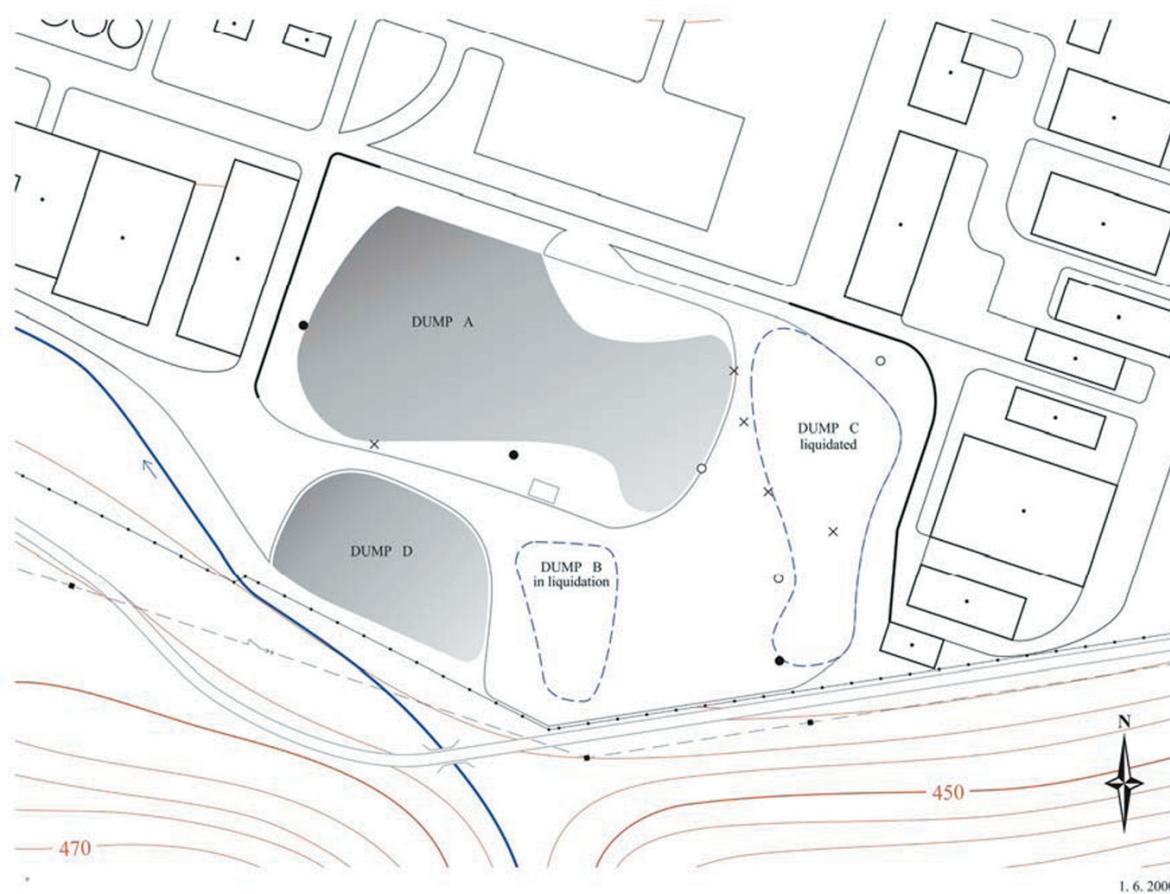 DUMP A
DUMP C
liquidated
DUMP D
DUMP B
in liquidation
N
450
470